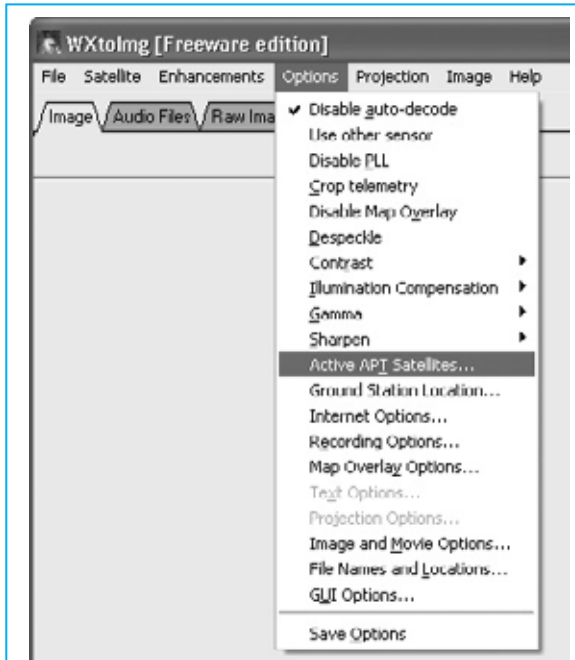 WXtoImg [Freeware edition]
File Satellite Enhancements Options Projection Image Help
Image Audio Files Raw Ima
Disable auto-decode
Use other sensor
Disable PLL
Crop telemetry
Disable Map Overlay
Despeckle
Contrast
Illumination Compensation
Gamma
Sharpen
Active APT Satellites...
Ground Station Location...
Internet Options...
Recording Options...
Map Overlay Options...
Text Options...
Projection Options...
Image and Movie Options...
File Names and Locations...
GUI Options...
Save Options